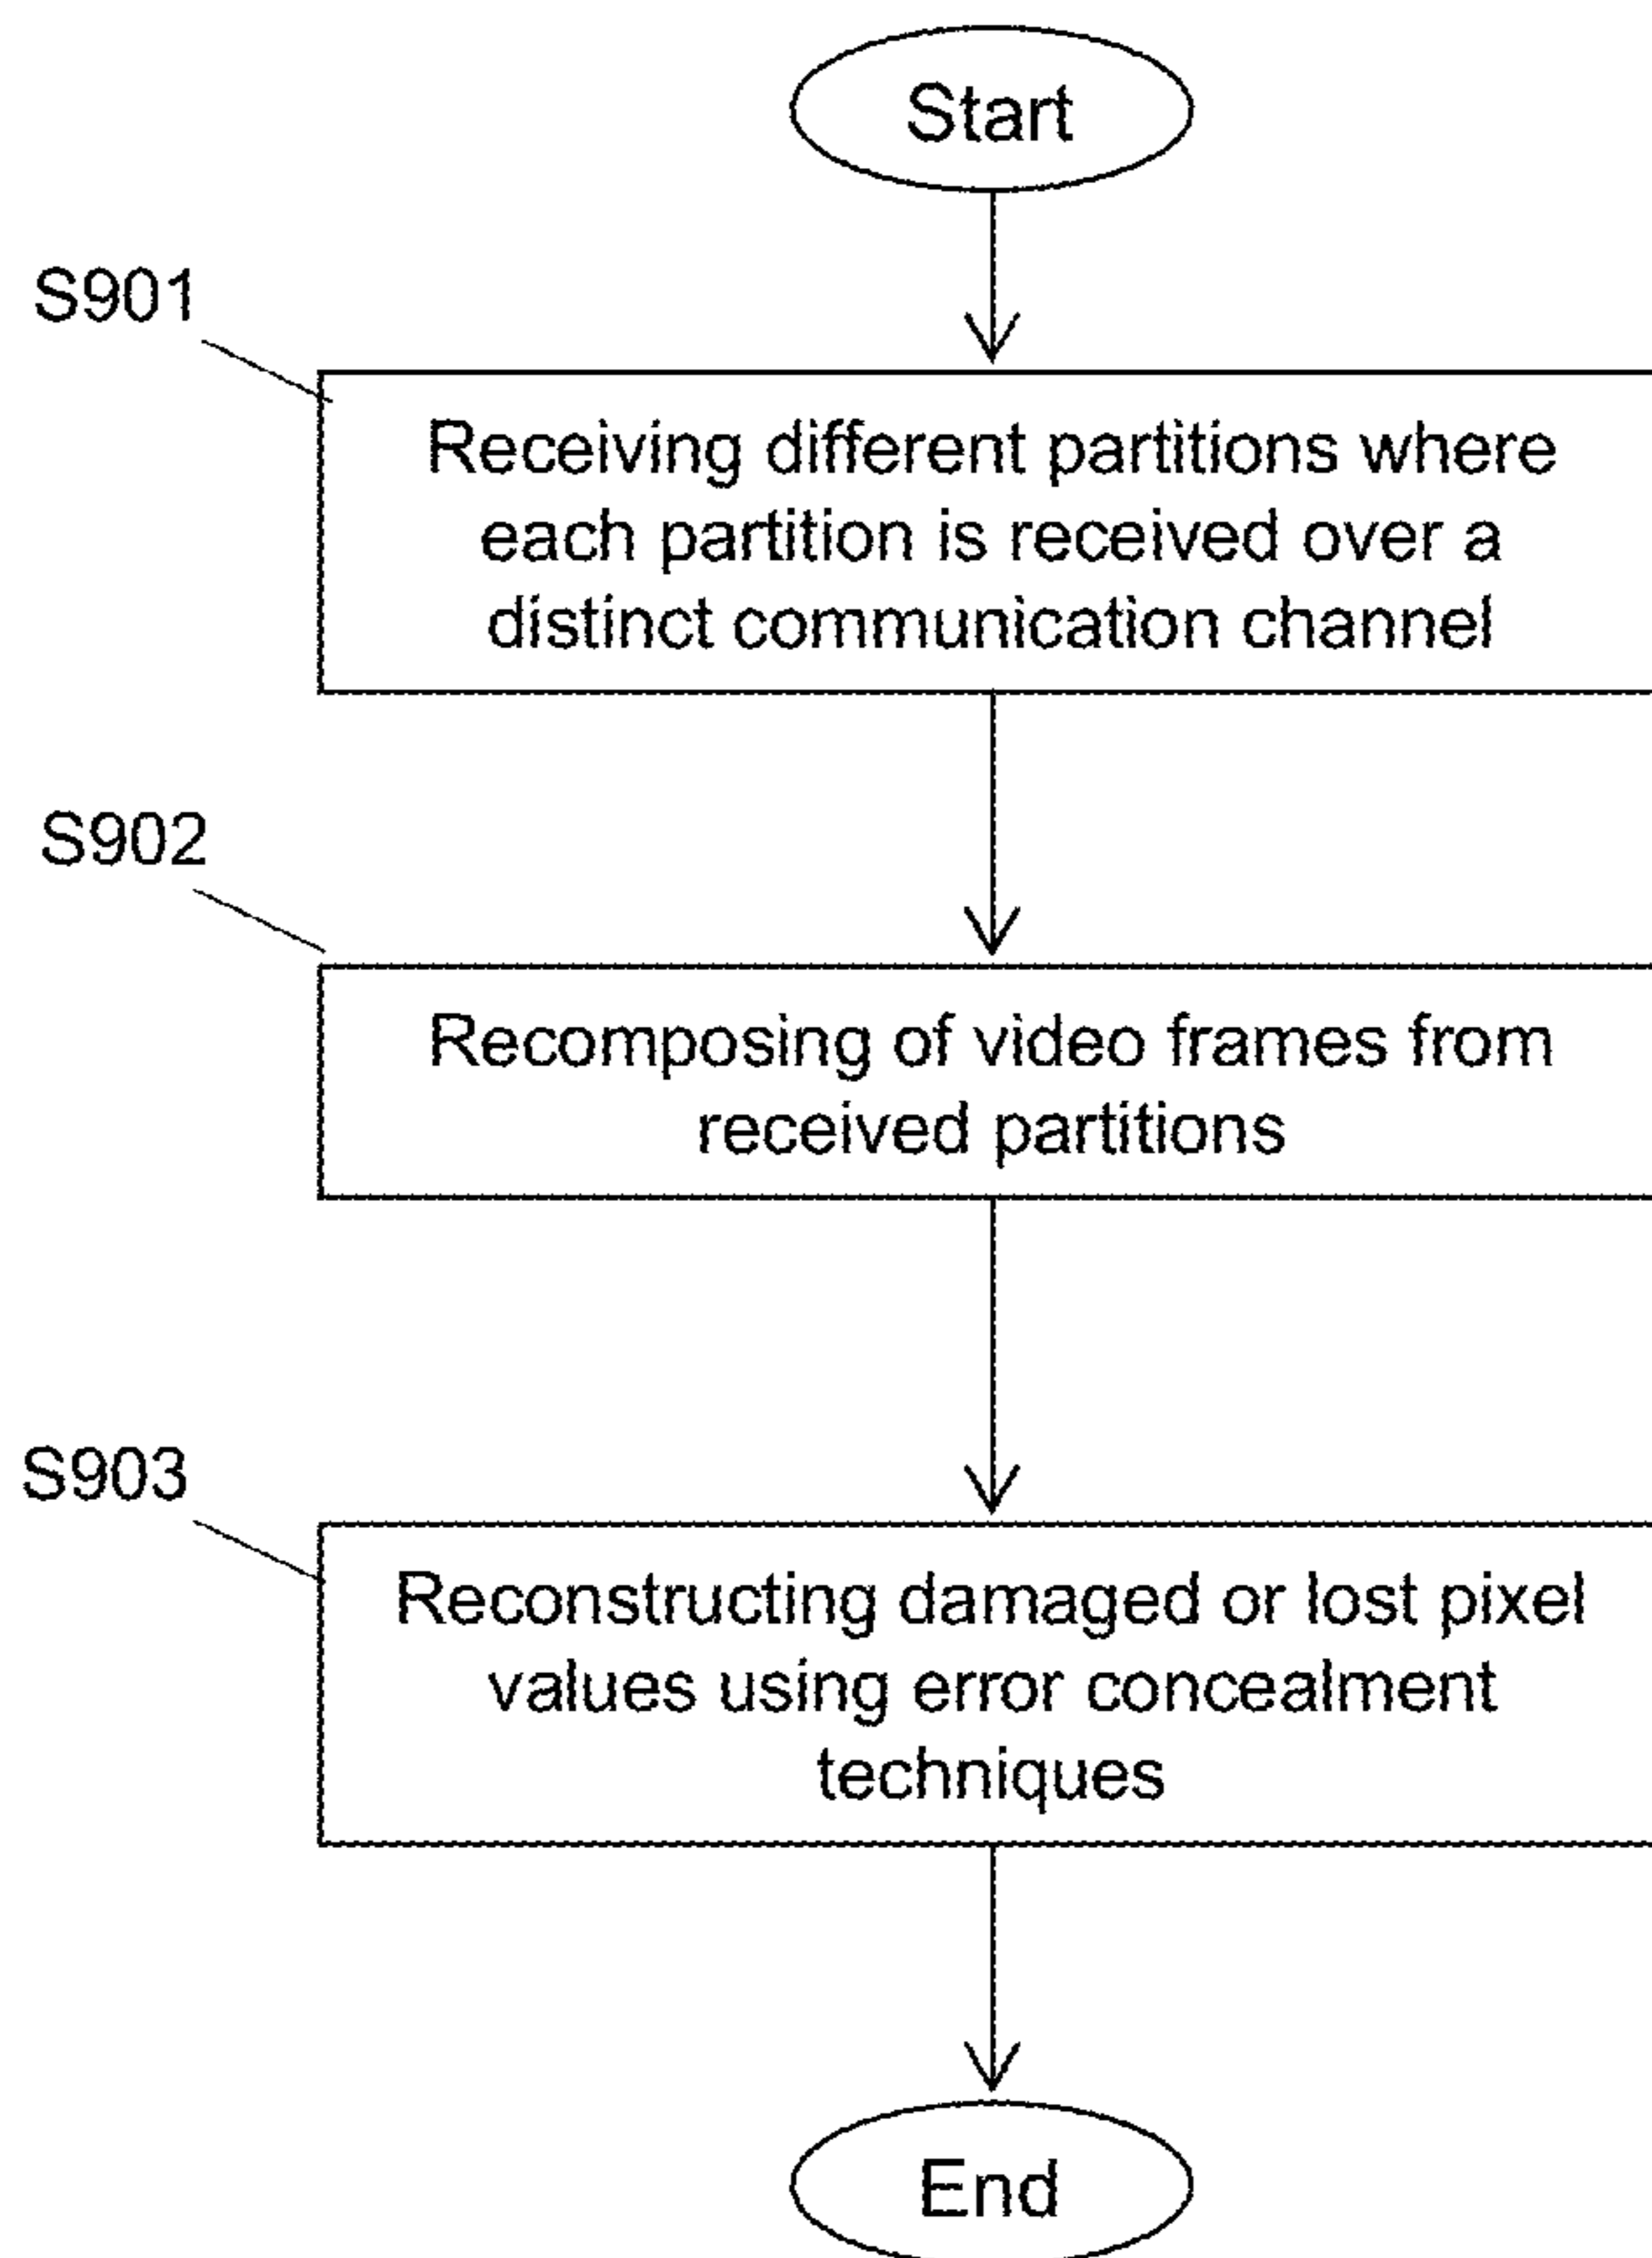 Start
S901
Receiving different partitions where
each partition is received over a
distinct communication channel
S902
Recomposing of video frames from
received partitions
S903
Reconstructing damaged or lost pixel
values using error concealment
techniques
End